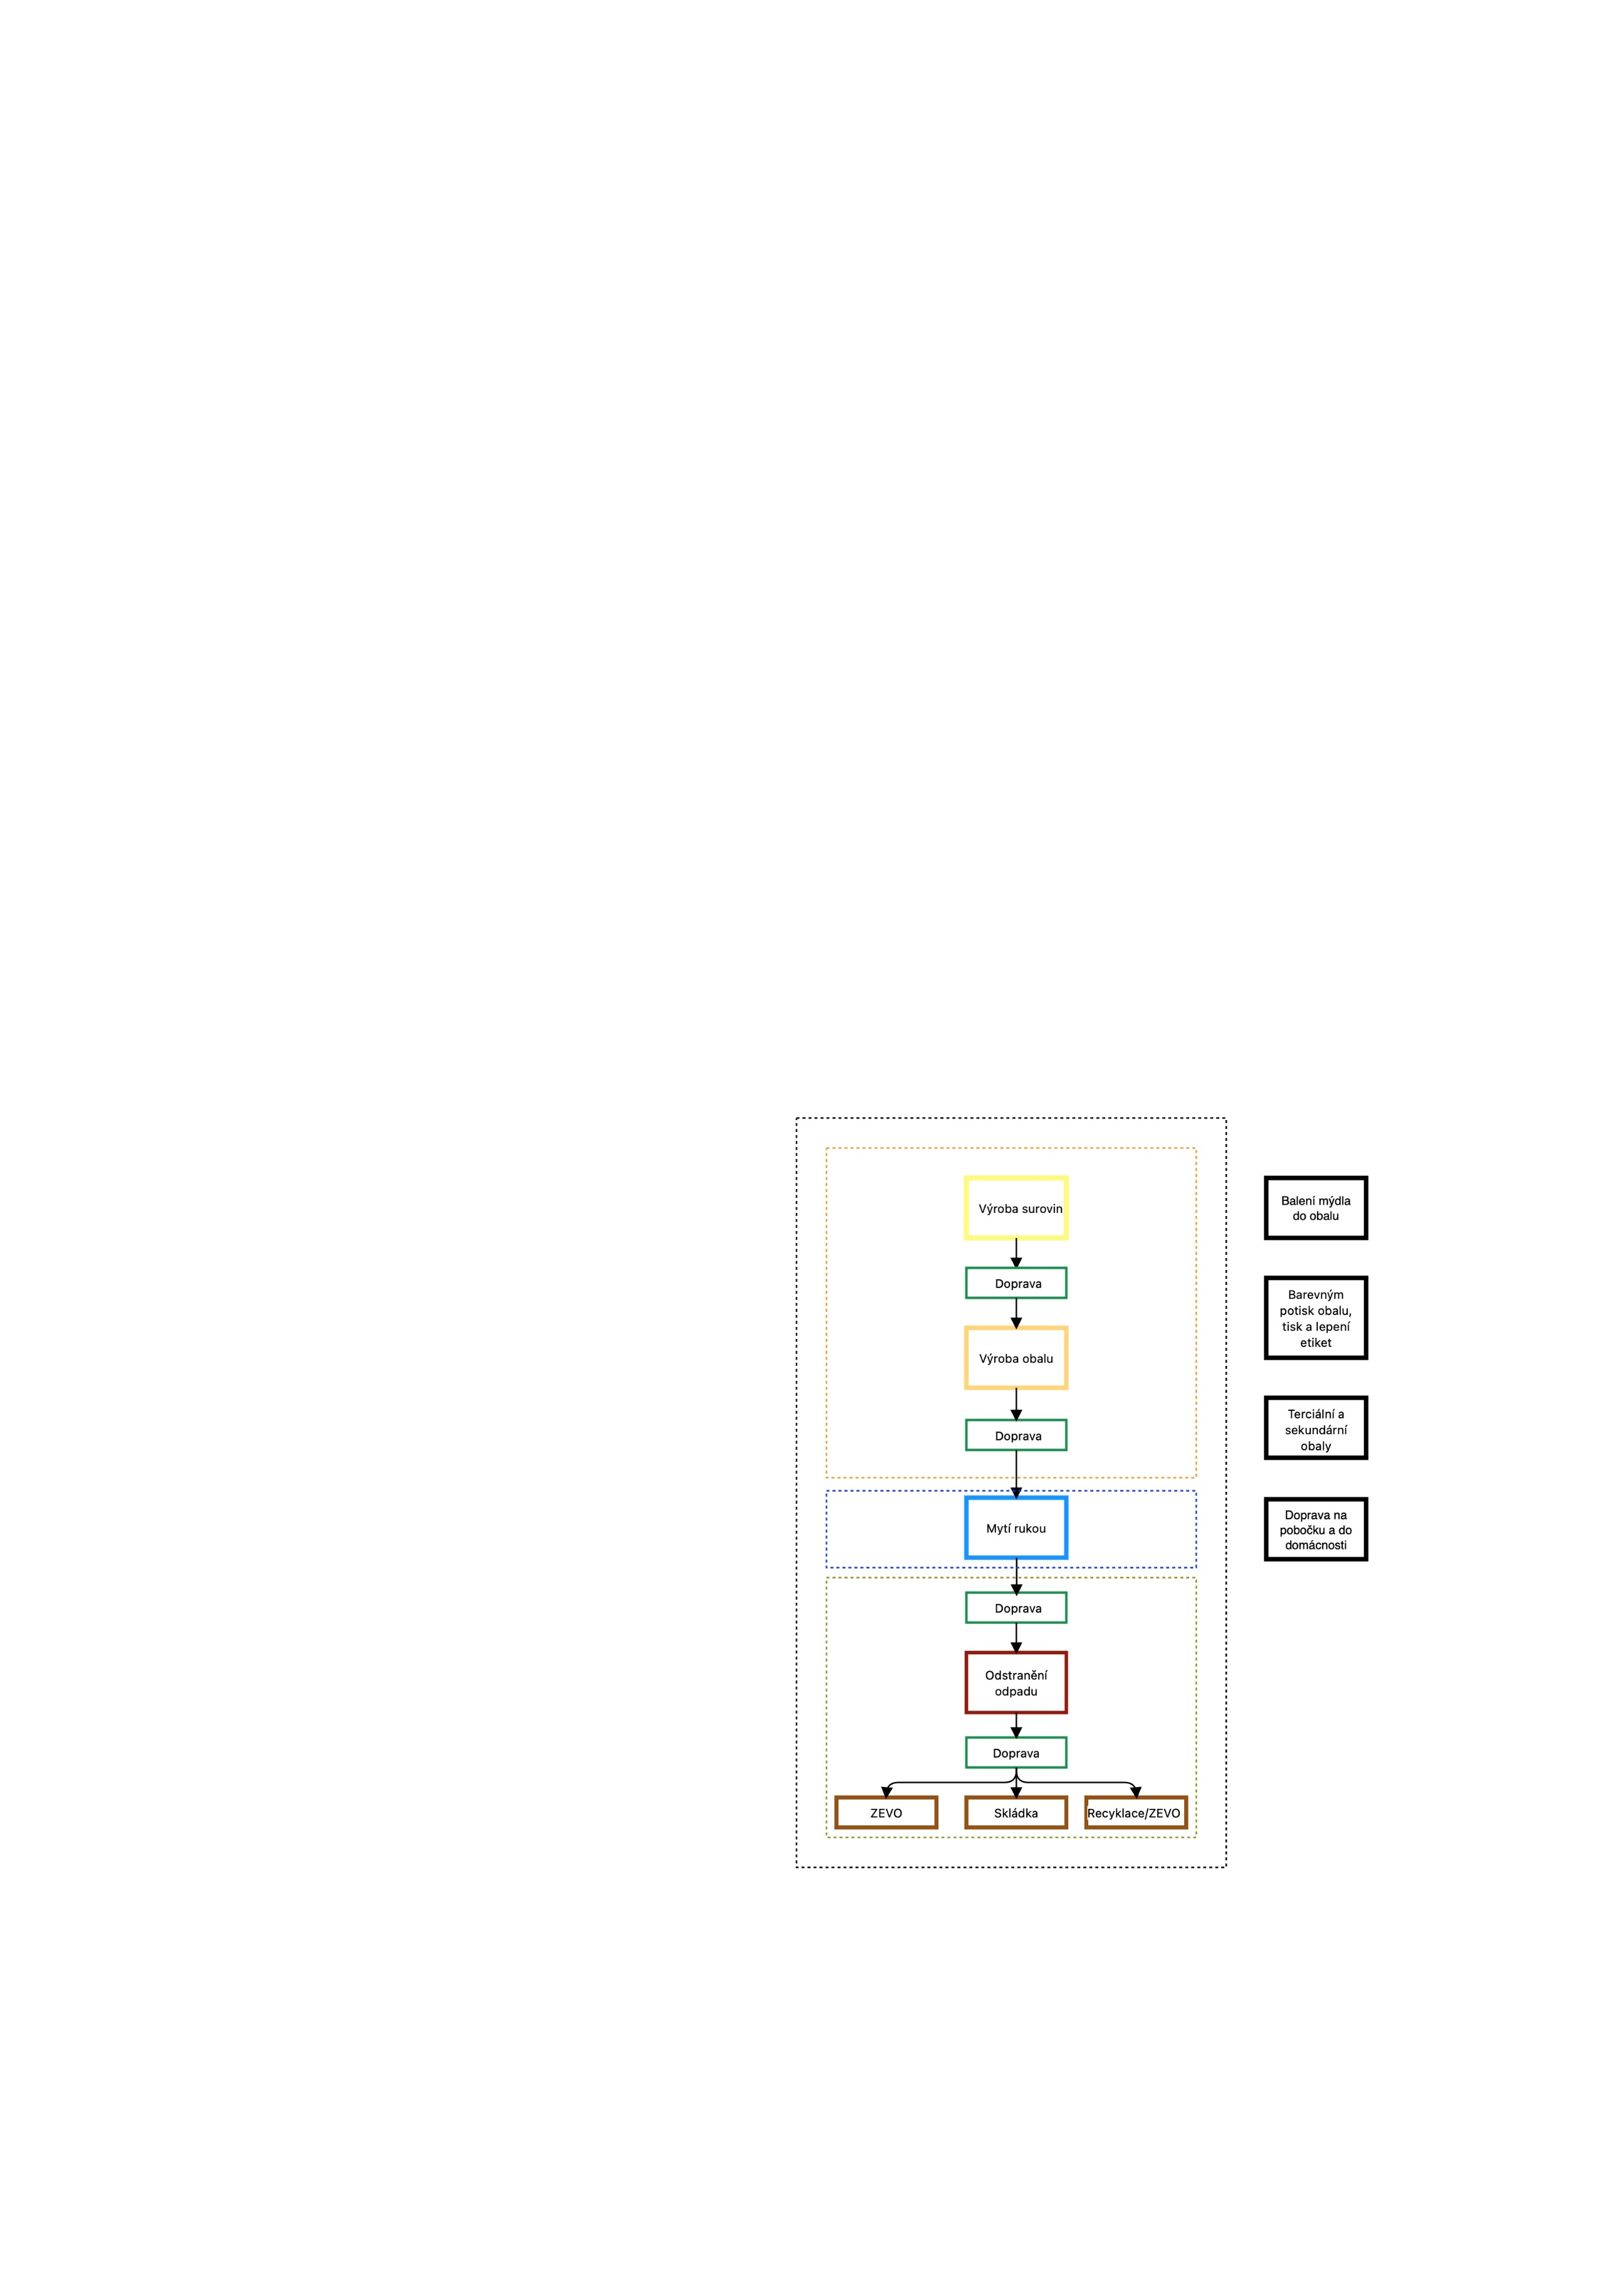 Výroba surovin
Doprava
Výroba obalu
Doprava
Mytí rukou
Doprava
Odstranění
odpadu
Doprava
ZEVO
Skládka
Recyklace/ZEVO
Balení mýdla
do obalu
Barevným
potisk obalu,
tisk a lepení
etiket
Terciální a
sekundární
obaly
Doprava na
pobočku a do
domácnosti